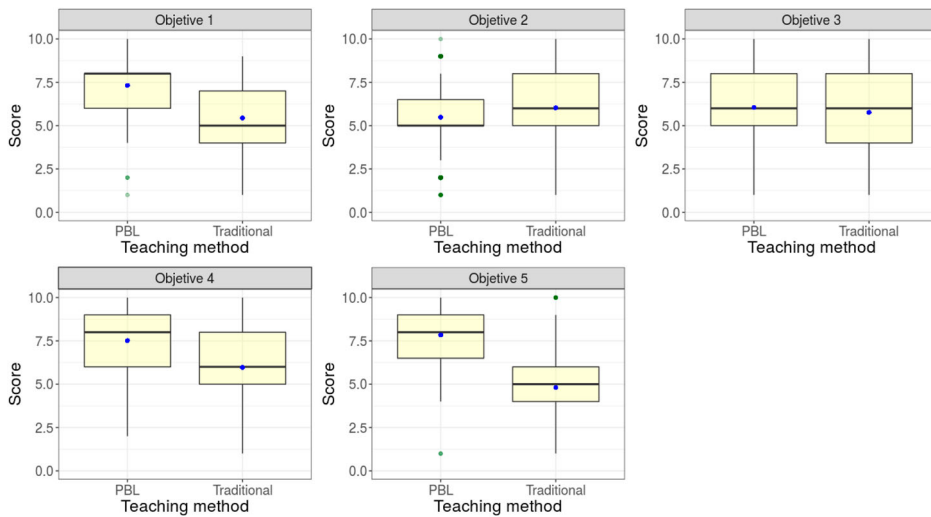 Objetive 1
10.0
7.5
5.0
2.5
0.0
Score
PBL
Traditional
Teaching method
Objetive 2
10.0
7.5
5.0
2.5
0.0
Score
PBL
Traditional
Teaching method
Objetive 3
10.0
7.5
5.0
2.5
0.0
Score
PBL
Traditional
Teaching method
Objetive 4
10.0
7.5
5.0
2.5
0.0
Score
PBL
Traditional
Teaching method
Objetive 5
10.0
7.5
5.0
2.5
0.0
Score
PBL
Traditional
Teaching method